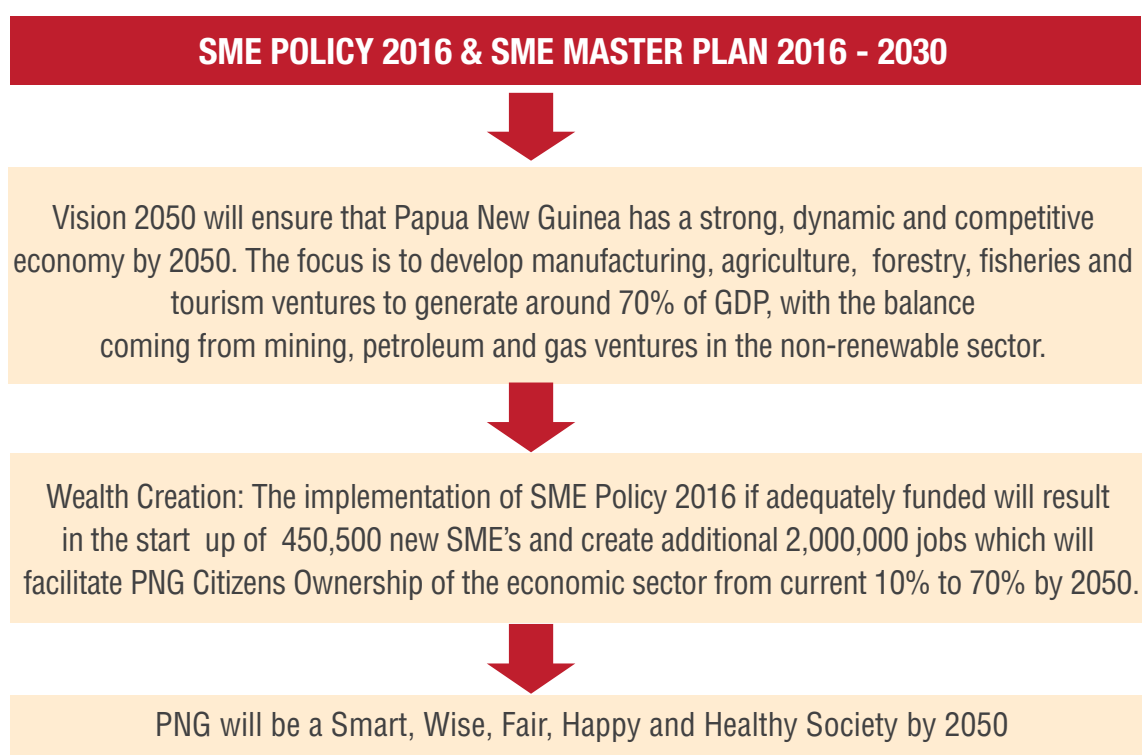 SME POLICY 2016 & SME MASTER PLAN 2016 - 2030
Vision 2050 will ensure that Papua New Guinea has a strong, dynamic and competitive
economy by 2050. The focus is to develop manufacturing, agriculture, forestry, fisheries and
tourism ventures to generate around 70% of GDP, with the balance
coming from mining, petroleum and gas ventures in the non-renewable sector.
Wealth Creation: The implementation of SME Policy 2016 if adequately funded will result
in the start up of 450,500 new SME’s and create additional 2,000,000 jobs which will
facilitate PNG Citizens Ownership of the economic sector from current 10% to 70% by 2050.
PNG will be a Smart, Wise, Fair, Happy and Healthy Society by 2050